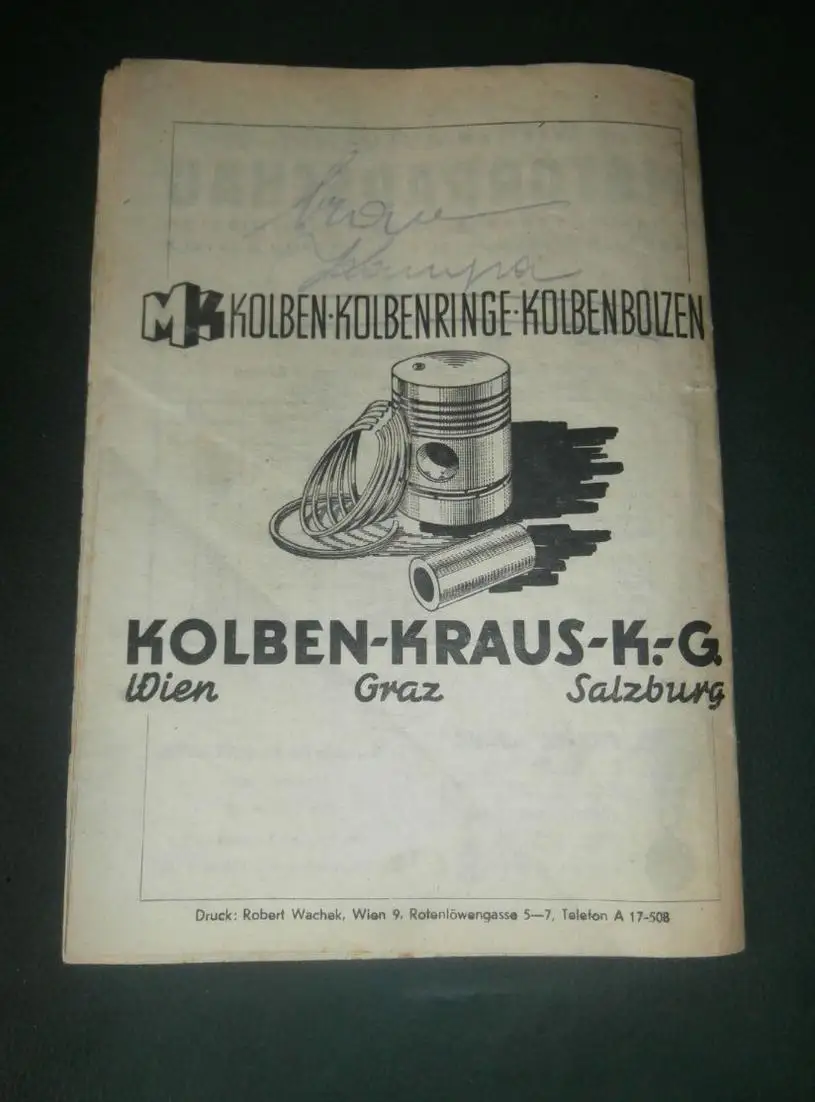 MK KOLBEN·KOLBENRINGE·KOLBENBOLZEN
KOLBEN-KRAUS-K.-G.
Wien Graz Salzburg
Druck: Robert Wachek, Wien 9, Rotenlöwengasse 5—7, Telefon A 17-508